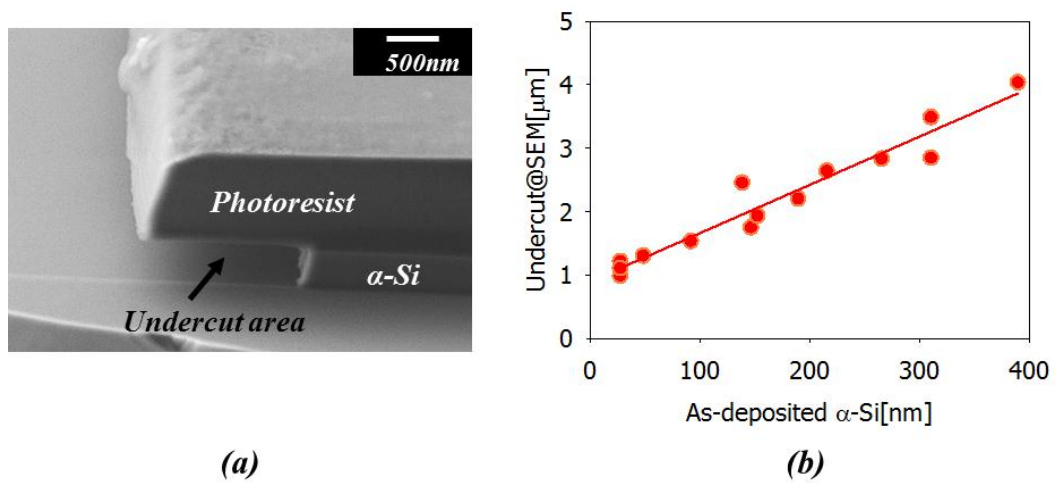 500nm
Photoresist
α-Si
Undercut area
(a)
Undercut@SEM[μm]
5
4
3
2
1
0
0 100 200 300 400
As-deposited α-Si[nm]
(b)